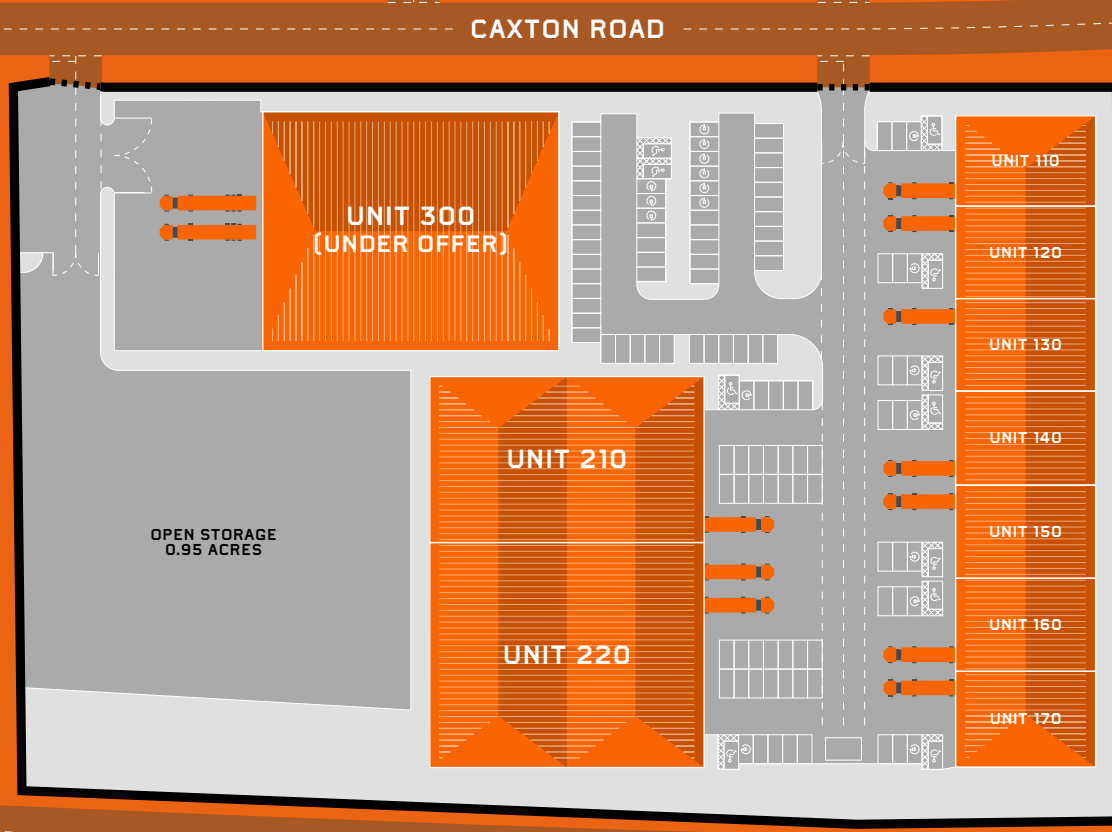 CAXTON ROAD
UNIT 300
(UNDER OFFER)
UNIT 110
UNIT 120
UNIT 130
UNIT 140
UNIT 150
UNIT 160
UNIT 170
UNIT 210
UNIT 220
OPEN STORAGE
0.95 ACRES